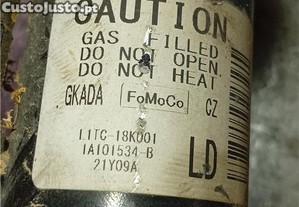 CustoJusto.pt
CAUTION
GAS FILLED
DO NOT OPEN.
DO NOT HEAT
GKADA FoMoCo CZ
L1TC-18K001
1A101534-B
21Y09A
LD